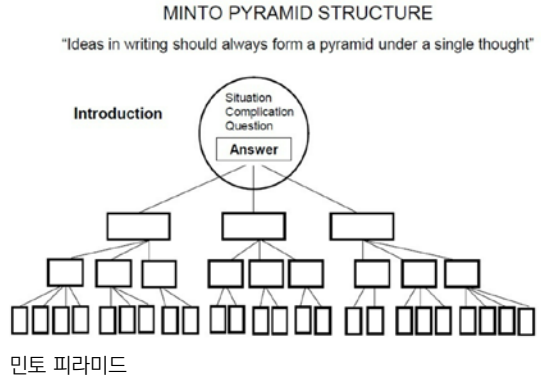 MINTO PYRAMID STRUCTURE
“Ideas in writing should always form a pyramid under a single thought”
Introduction
Situation
Complication
Question
Answer
민토 피라미드